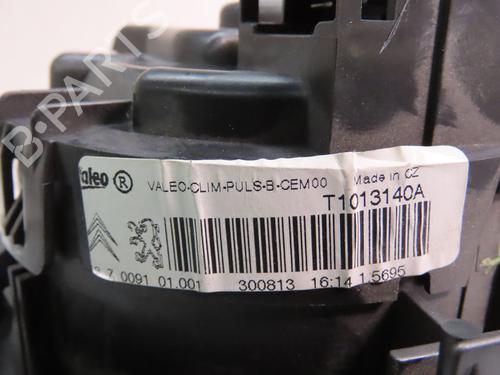 B-PARTS
Valeo ® VALEO-CLIM-PULS-B-CEM00 Made in CZ
T1013140A
7.0091 01.001 300813 16:14 1.5695